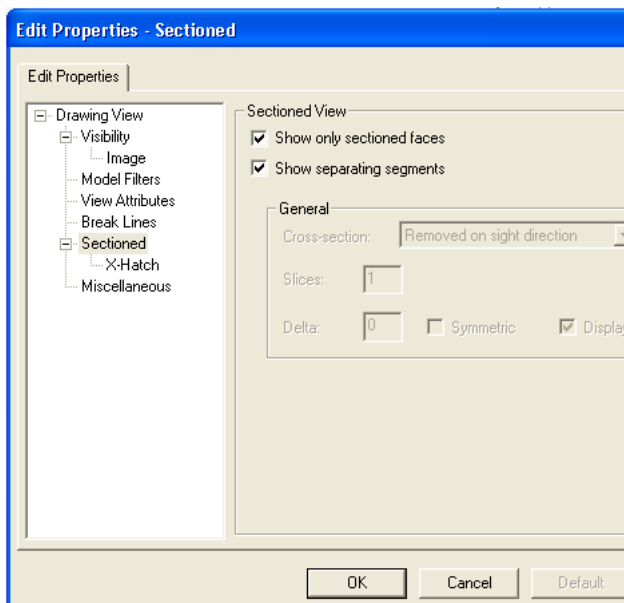 Edit Properties - Sectioned
Edit Properties
Drawing View
Visibility
Image
Model Filters
View Attributes
Break Lines
Sectioned
X-Hatch
Miscellaneous
Sectioned View
Show only sectioned faces
Show separating segments
General
Cross-section: Removed on sight direction
Slices: 1
Delta: 0 Symmetric Display
OK Cancel Default